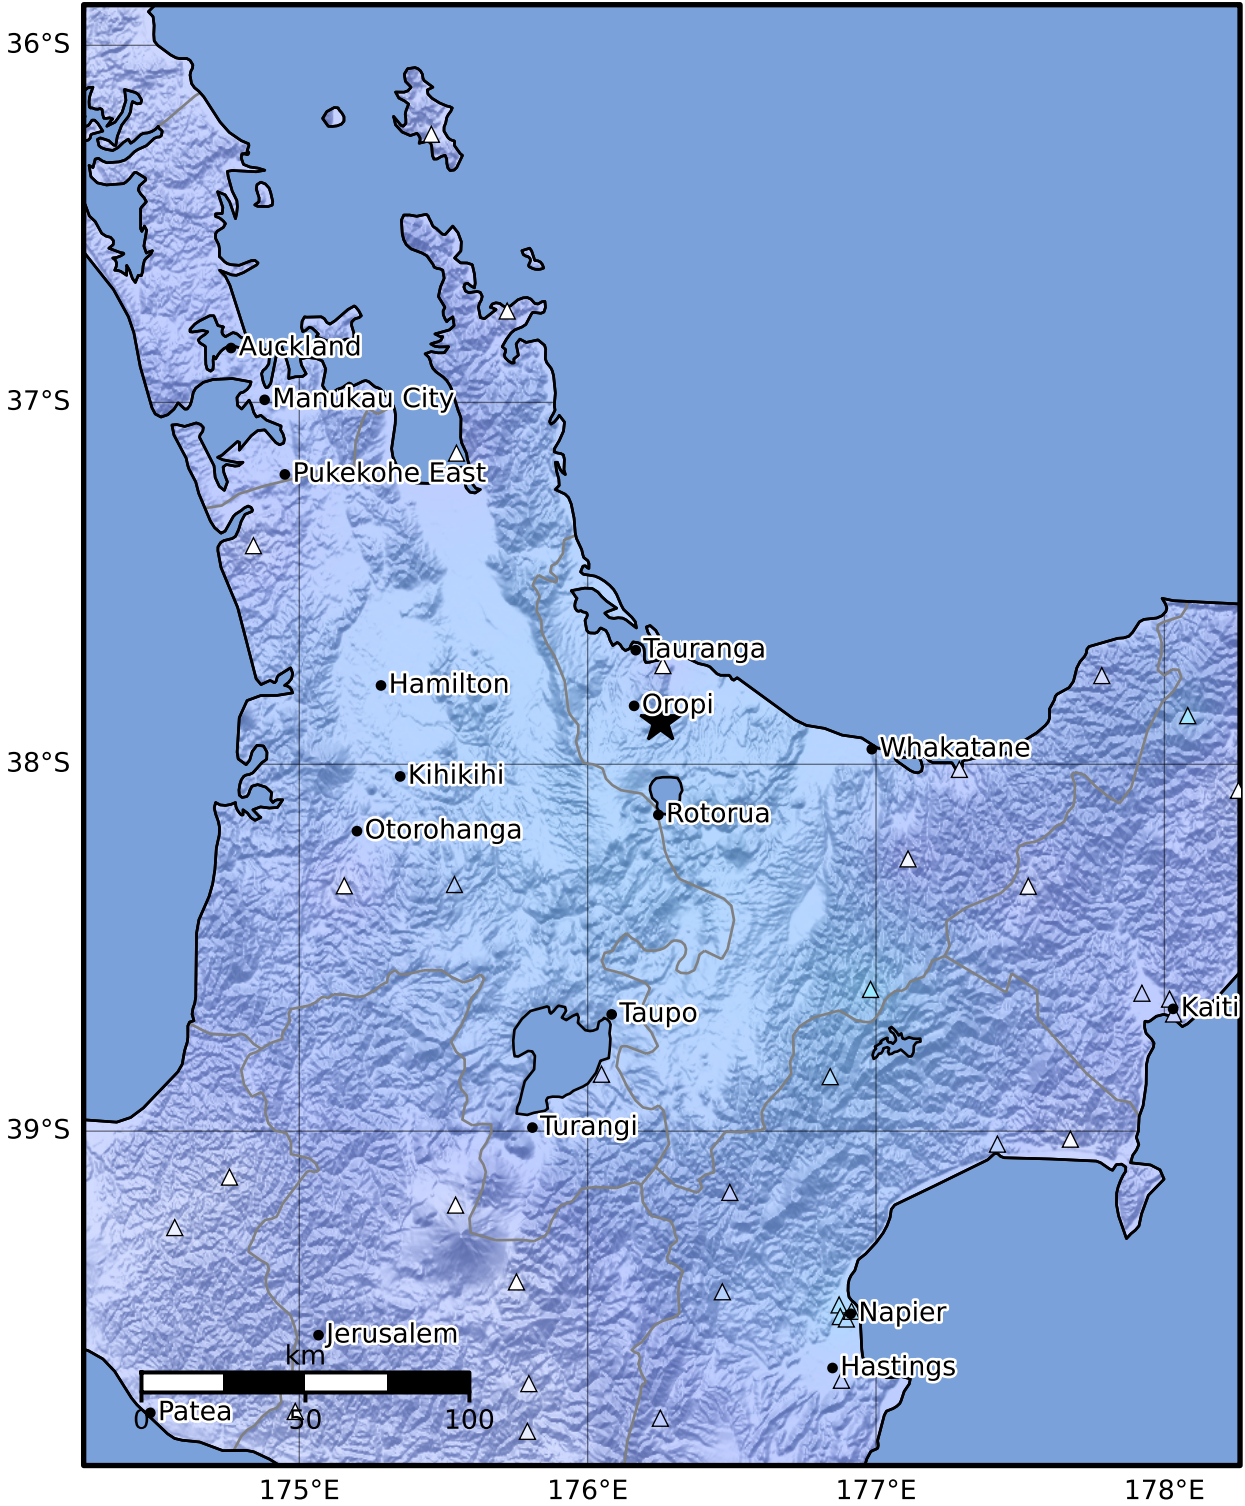 36°S
Auckland
37°S
Manukau City
Pukekohe East
Tauranga
Hamilton
Oropi
38°S
Whakatane
Kihikihi
Rotorua
Otorohanga
Taupo
Kaiti
39°S
Turangi
Napier
Jerusalem
km
Hastings
Patea
0 50 100
175°E 176°E 177°E 178°E